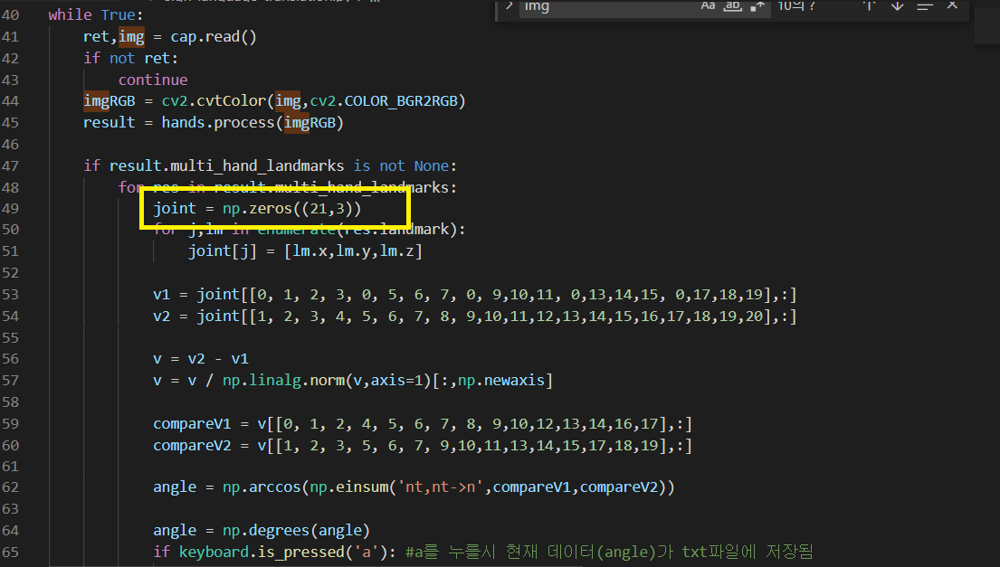 img
Aa ab
10의 ?
40 while True:
41 ret,img = cap.read()
42 if not ret:
43 continue
44 imgRGB = cv2.cvtColor(img,cv2.COLOR_BGR2RGB)
45 result = hands.process(imgRGB)
46
47 if result.multi_hand_landmarks is not None:
48 for res in result.multi_hand_landmarks:
49 joint = np.zeros((21,3))
50 for j,lm in enumerate(res.landmark):
51 joint[j] = [lm.x,lm.y,lm.z]
52
53 v1 = joint[[0, 1, 2, 3, 0, 5, 6, 7, 0, 9,10,11, 0,13,14,15, 0,17,18,19],:]
54 v2 = joint[[1, 2, 3, 4, 5, 6, 7, 8, 9,10,11,12,13,14,15,16,17,18,19,20],:]
55
56 v = v2 - v1
57 v = v / np.linalg.norm(v,axis=1)[:,np.newaxis]
58
59 compareV1 = v[[0, 1, 2, 4, 5, 6, 7, 8, 9,10,12,13,14,16,17],:]
60 compareV2 = v[[1, 2, 3, 5, 6, 7, 9,10,11,13,14,15,17,18,19],:]
61
62 angle = np.arccos(np.einsum('nt,nt->n',compareV1,compareV2))
63
64 angle = np.degrees(angle)
65 if keyboard.is_pressed('a'): #a를 누를시 현재 데이터(angle)가 txt파일에 저장됨